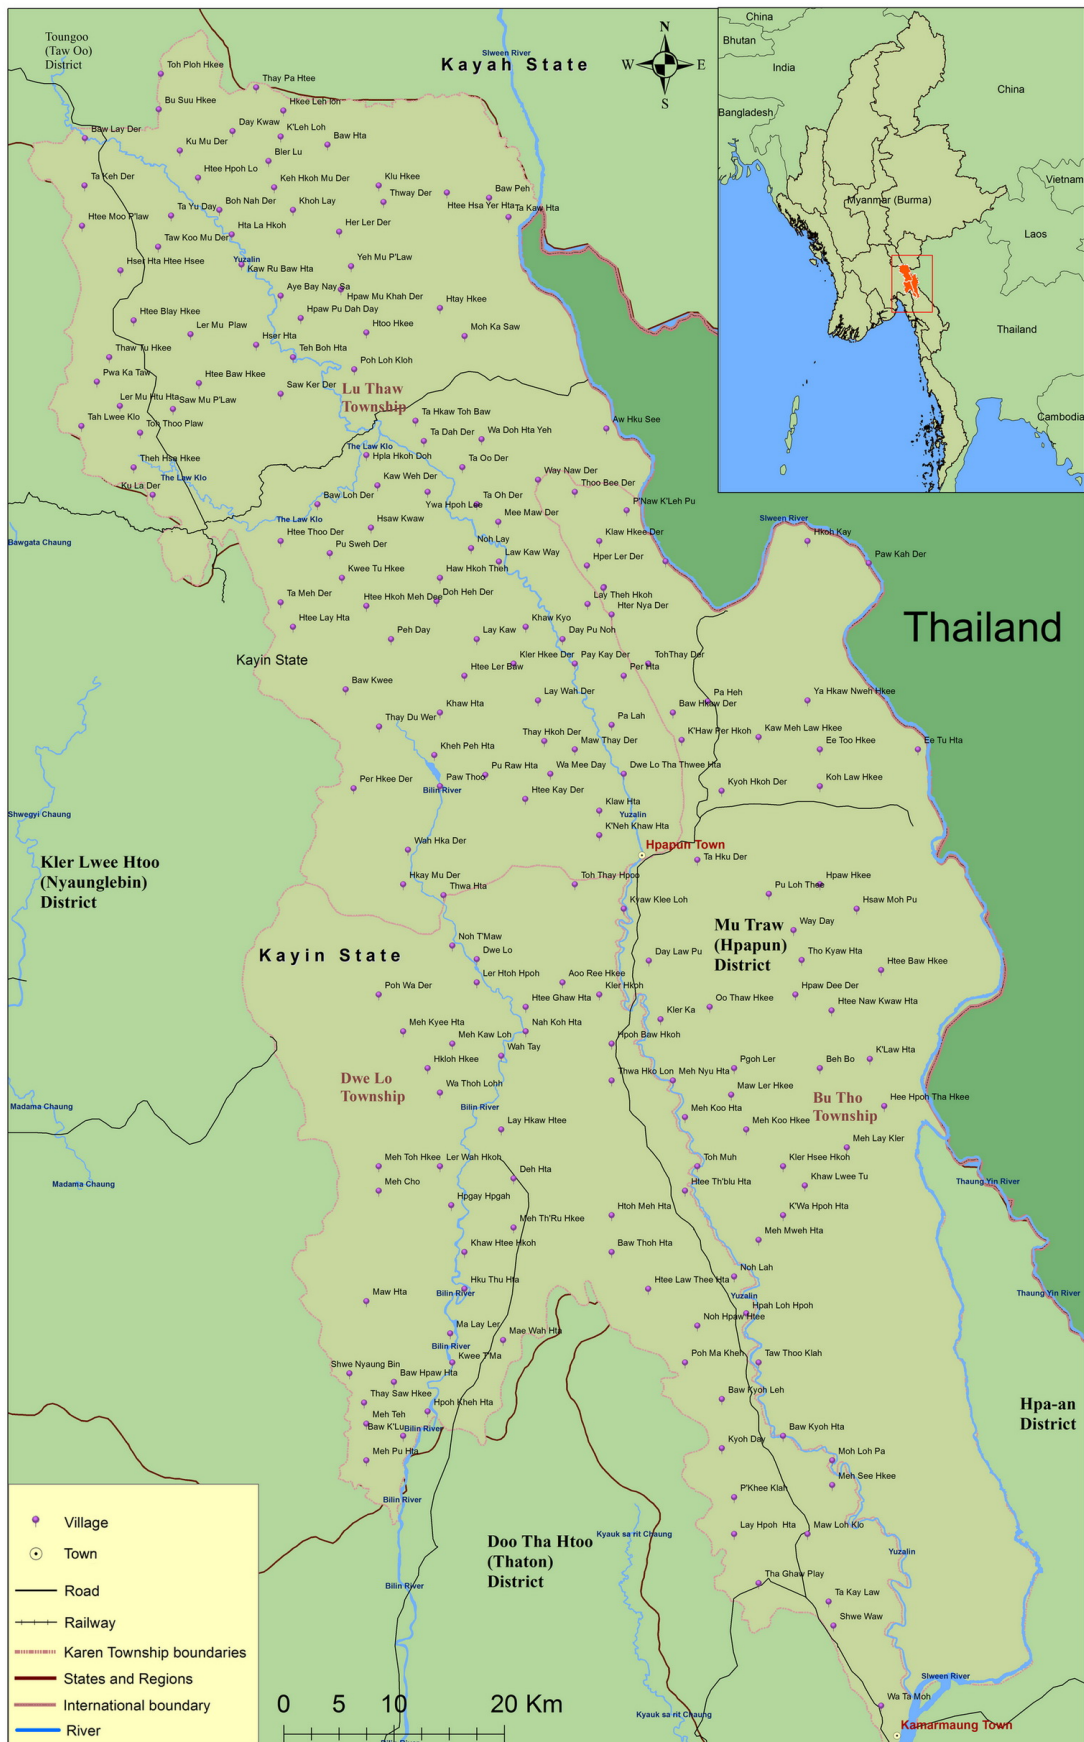 Toungoo
(Taw Oo)
District
Kayah State
Slween River
N
W
E
S
China
Bhutan
India
China
Bangladesh
Vietnam
Myanmar (Burma)
Laos
Thailand
Cambodia
Toh Ploh Hkee
Thay Pa Htee
Bu Suu Hkee
Hkee Leh loh
Day Kwaw
K'Leh Loh
Baw Lay Der
Baw Hta
Ku Mu Der
Bler Lu
Htee Hpoh Lo
Ta Keh Der
Keh Hkoh Mu Der
Klu Hkee
Thway Der
Baw Peh
Htee Hsa Yer Hta
Ta Kaw Hta
Boh Nah Der
Khoh Lay
Ta Yu Day
Htee Moo P'law
Hta La Hkoh
Her Ler Der
Taw Koo Mu Der
Yuzalin
Hser Hta Htee Hsee
Kaw Ru Baw Hta
Yeh Mu P'Law
Aye Bay Nay Sa
Hpaw Mu Khah Der
Hpaw Pu Dah Day
Htay Hkee
Htee Blay Hkee
Ler Mu Plaw
Hser Hta
Htoo Hkee
Moh Ka Saw
Thaw Tu Hkee
Teh Boh Hta
Poh Loh Kloh
Pwa Ka Taw
Htee Baw Hkee
Saw Ker Der
Lu Thaw
Township
Ler Mu Htu Hta
Saw Mu P'Law
Tah Lwee Klo
Toh Thoo Plaw
Ta Hkaw Toh Baw
Aw Hku See
Ta Dah Der
Wa Doh Hta Yeh
The Law Klo
Hpla Hkoh Doh
Theh Hsa Hkee
The Law Klo
Ta Oo Der
Way Naw Der
Ku La Der
Kaw Weh Der
Thoo Bee Der
Baw Loh Der
Ywa Hpoh Lee
Ta Oh Der
P'Naw K'Leh Pu
The Law Klo
Mee Maw Der
Slween River
Hsaw Kwaw
Htee Thoo Der
Klaw Hkee Der
Hkoh Kay
Bawgata Chaung
Pu Sweh Der
Noh Lay
Law Kaw Way
Hper Ler Der
Paw Kah Der
Kwee Tu Hkee
Haw Hkoh Theh
Ta Meh Der
Htee Hkoh Meh Dee
Doh Heh Der
Lay Theh Hkoh
Hter Nya Der
Thailand
Htee Lay Hta
Khaw Kyo
Peh Day
Lay Kaw
Day Pu Noh
Kayin State
Kler Hkee Der
Pay Kay Der
TohThay Der
Htee Ler Baw
Per Hta
Baw Kwee
Lay Wah Der
Pa Heh
Ya Hkaw Nweh Hkee
Khaw Hta
Baw Hkuw Der
Thay Du Wer
Pa Lah
Thay Hkoh Der
K'Haw Per Hkoh
Kaw Meh Law Hkee
Kheh Peh Hta
Maw Thay Der
Ee Too Hkee
Ee Tu Hta
Per Hkee Der
Paw Thoo
Pu Raw Hta
Wa Mee Day
Dwe Lo Tha Thwee Hta
Bilin River
Htee Kay Der
Kyoh Hkoh Der
Koh Law Hkee
Shwegyi Chaung
Klaw Hta
Yuzalin
K'Neh Khaw Hta
Wah Hka Der
Hpapun Town
Ta Hku Der
Kler Lwee Htoo
(Nyaunglebin)
District
Hkay Mu Der
Thwa Hta
Toh Thay Hpoo
Hpaw Hkee
Pu Loh Thee
Kyaw Klee Loh
Hsaw Moh Pu
Mu Traw
(Hpapun)
District
Way Day
Noh T'Maw
Dwe Lo
Kayin State
Day Law Pu
Tho Kyaw Hta
Htee Baw Hkee
Ler Htoh Hpoh
Aoo Ree Hkee
Poh Wa Der
Kler Hkoh
Hpaw Dee Der
Htee Ghaw Hta
Oo Thaw Hkee
Htee Naw Kwaw Hta
Kler Ka
Meh Kyee Hta
Nah Koh Hta
Meh Kaw Loh
Hpoh Baw Hkoh
Wah Tay
Hkloh Hkee
Pgoh Ler
Beh Bo
K'Law Hta
Dwe Lo
Township
Thwa Hko Lon
Meh Nyu Hta
Wa Thoh Lohh
Maw Ler Hkee
Bu Tho
Township
Hee Hpoh Tha Hkee
Madama Chaung
Bilin River
Meh Koo Hta
Lay Hkaw Htee
Meh Koo Hkee
Meh Lay Kler
Meh Toh Hkee
Ler Wah Hkoh
Toh Muh
Kler Hsee Hkoh
Deh Hta
Khaw Lwee Tu
Thaung Yin River
Madama Chaung
Meh Cho
Htee Th'blu Hta
Hpgay Hpgah
Htoh Meh Hta
K'Wa Hpoh Hta
Meh Th'Ru Hkee
Meh Mweh Hta
Khaw Htee Hkoh
Baw Thoh Hta
Noh Lah
Hku Thu Hta
Htee Law Thee Hta
Bilin River
Yuzalin
Thaung Yin River
Maw Hta
Hpah Loh Hpoh
Noh Hpaw Htee
Ma Lay Ler
Mae Wah Hta
Bilin River
Kwee T'Ma
Poh Ma Kheh
Taw Thoo Klah
Shwe Nyaung Bin
Baw Hpaw Hta
Hpa-an
District
Thay Saw Hkee
Baw Kyoh Leh
Hpoh Kheh Hta
Meh Teh
Baw K'Lu
Bilin River
Baw Kyoh Hta
Kyoh Day
Meh Pu Hta
Moh Loh Pa
Meh See Hkee
Bilin River
P'Khee Klah
Village
Town
Road
Railway
Karen Township boundaries
States and Regions
International boundary
River
Doo Tha Htoo
(Thaton)
District
Kyauk sa rit Chaung
Lay Hpoh Hta
Maw Loh Klo
Yuzalin
Bilin River
Tha Ghaw Play
Ta Kay Law
Shwe Waw
Slween River
0 5 10 20 Km
Wa Ta Moh
Kyauk sa rit Chaung
Kamarmaung Town
Bilin River